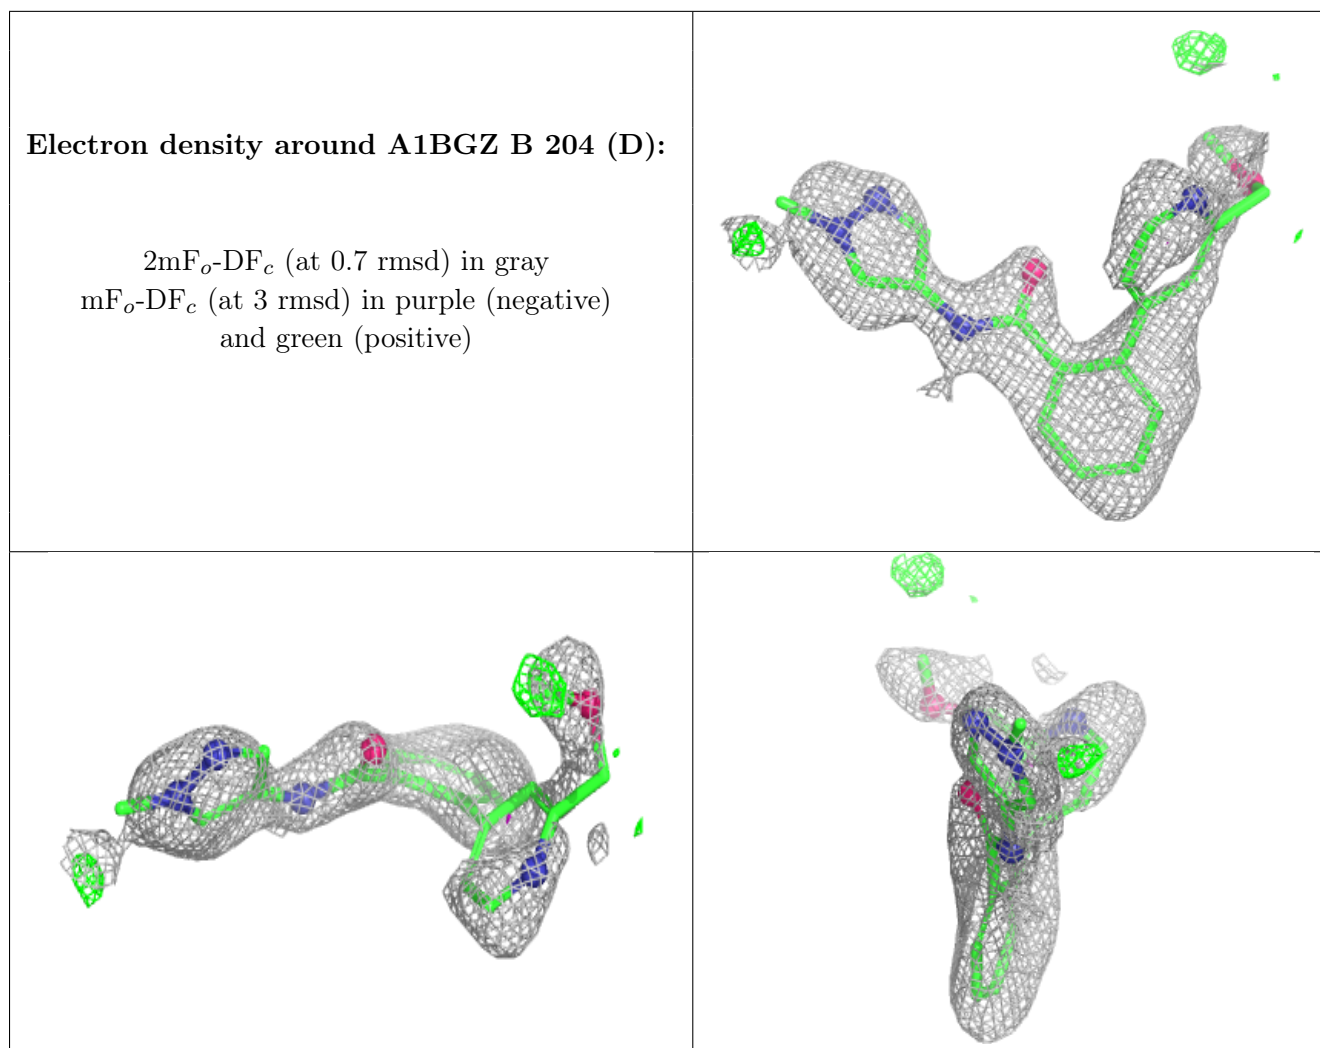 Electron density around A1BGZ B 204 (D):
2mFo-DFc (at 0.7 rmsd) in gray
mFo-DFc (at 3 rmsd) in purple (negative)
and green (positive)